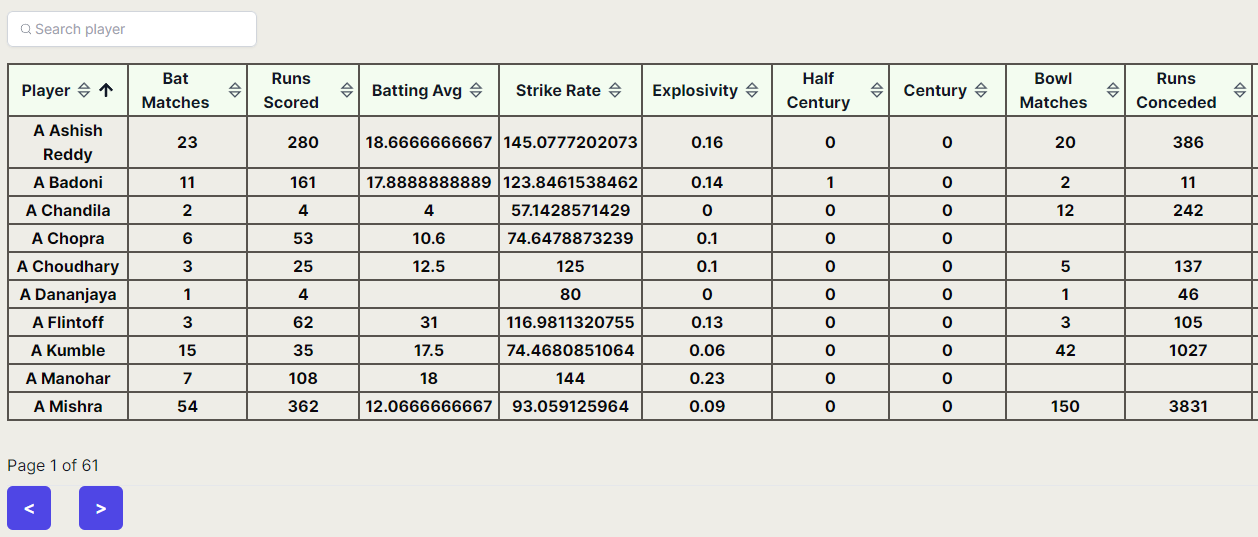 Search player
Player Bat Matches Runs Scored Batting Avg Strike Rate Explosivity Half Century Century Bowl Matches Runs Conceded
A Ashish Reddy 23 280 18.6666666667 145.0777202073 0.16 0 0 20 386
A Badoni 11 161 17.8888888889 123.8461538462 0.14 1 0 2 11
A Chandila 2 4 4 57.1428571429 0 0 0 12 242
A Chopra 6 53 10.6 74.6478873239 0.1 0 0
A Choudhary 3 25 12.5 125 0.1 0 0 5 137
A Dananjaya 1 4 80 0 0 0 1 46
A Flintoff 3 62 31 116.9811320755 0.13 0 0 3 105
A Kumble 15 35 17.5 74.4680851064 0.06 0 0 42 1027
A Manohar 7 108 18 144 0.23 0 0
A Mishra 54 362 12.0666666667 93.059125964 0.09 0 0 150 3831
Page 1 of 61
< >